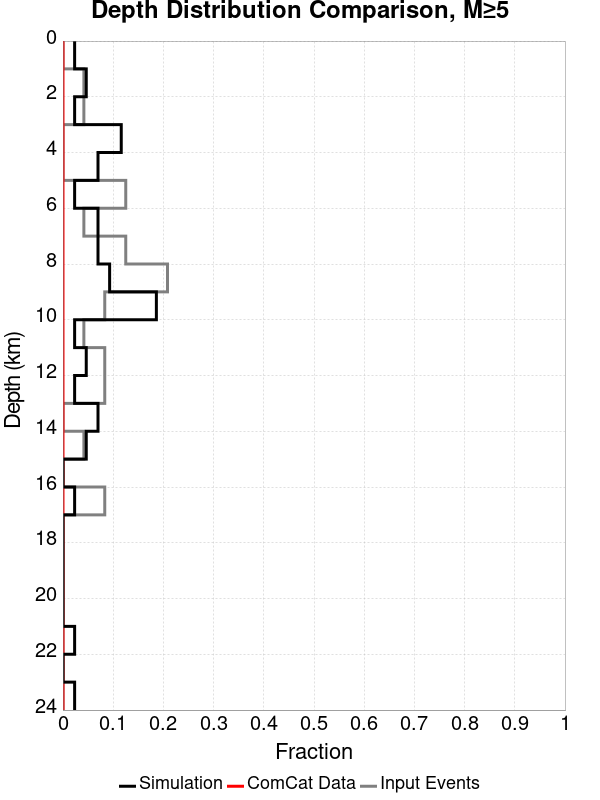 Depth Distribution Comparison, M≥5
0
2
4
6
8
10
12
14
16
18
20
22
24
Depth (km)
0 0.1 0.2 0.3 0.4 0.5 0.6 0.7 0.8 0.9 1
Fraction
Simulation ComCat Data Input Events